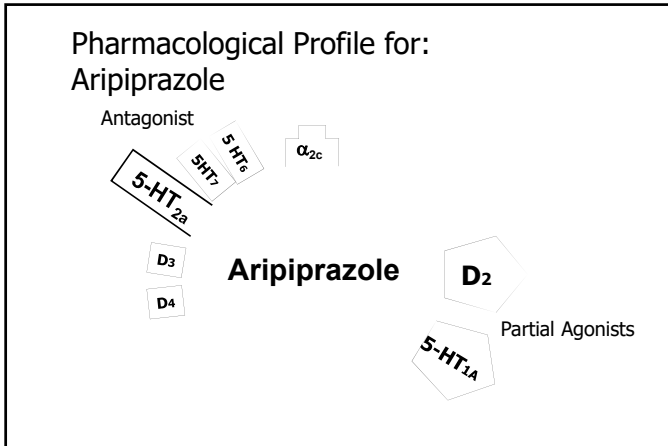 Pharmacological Profile for:
Aripiprazole
Antagonist
5 HT₆
5HT₇
α₂c
5-HT₂a
D₃
D₄
Aripiprazole
D₂
Partial Agonists
5-HT₁A